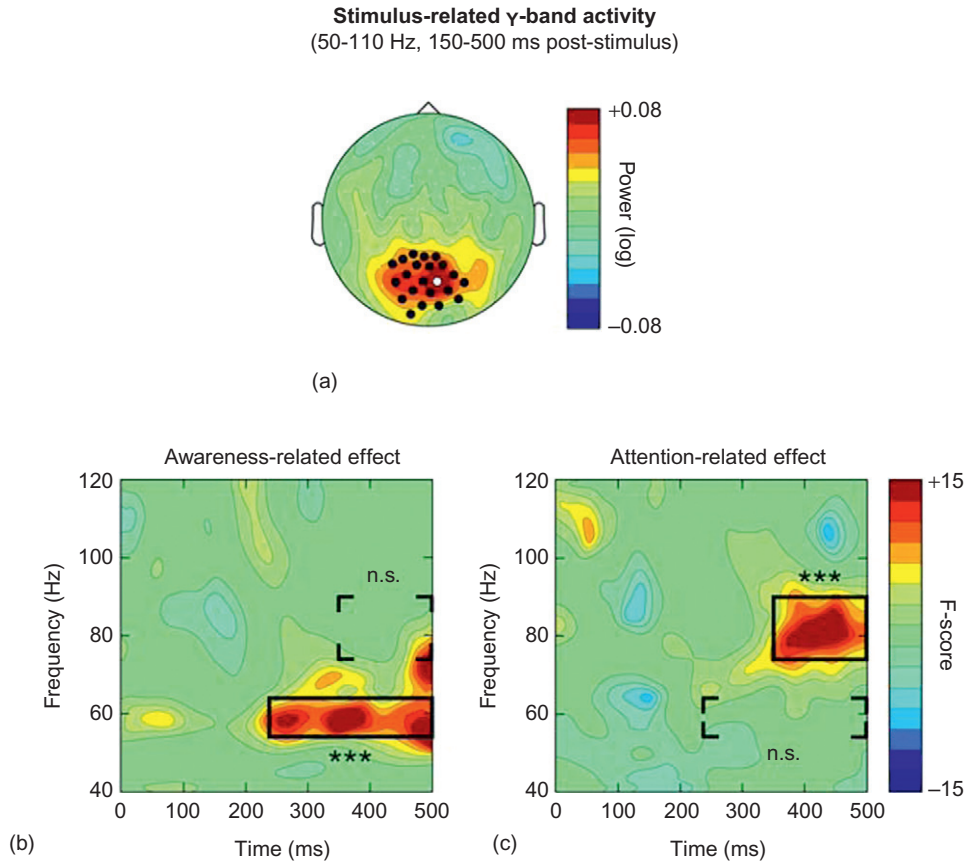 Stimulus-related γ-band activity
(50-110 Hz, 150-500 ms post-stimulus)
+0.08
Power (log)
−0.08
(a)
Awareness-related effect
Attention-related effect
120
100
80
60
40
Frequency (Hz)
n.s.
***
0
100
200
300
400
500
Time (ms)
(b)
120
100
80
60
40
Frequency (Hz)
***
n.s.
0
100
200
300
400
500
Time (ms)
(c)
+15
F-score
−15